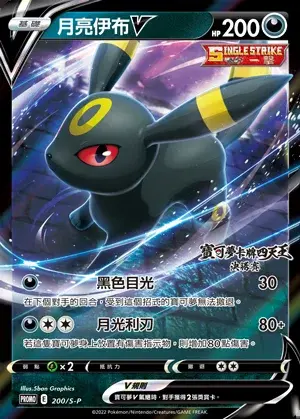 基礎 月亮伊布V HP 200
SINGLE STRIKE
一擊
寶可夢卡牌四天王
決勝賽
黑色目光 30
在下個對手的回合，受到這個招式的寶可夢無法撤退。
月光利刃 80+
若這隻寶可夢身上放置有傷害指示物，則增加80點傷害。
弱點 ×2 抵抗力 撤退
Illus.5ban Graphics
V規則
寶可夢V氣絕時，對手獲得2張獎賞卡。
PROMO E 200/S-P
©2022 Pokémon/Nintendo/Creatures/GAME FREAK.